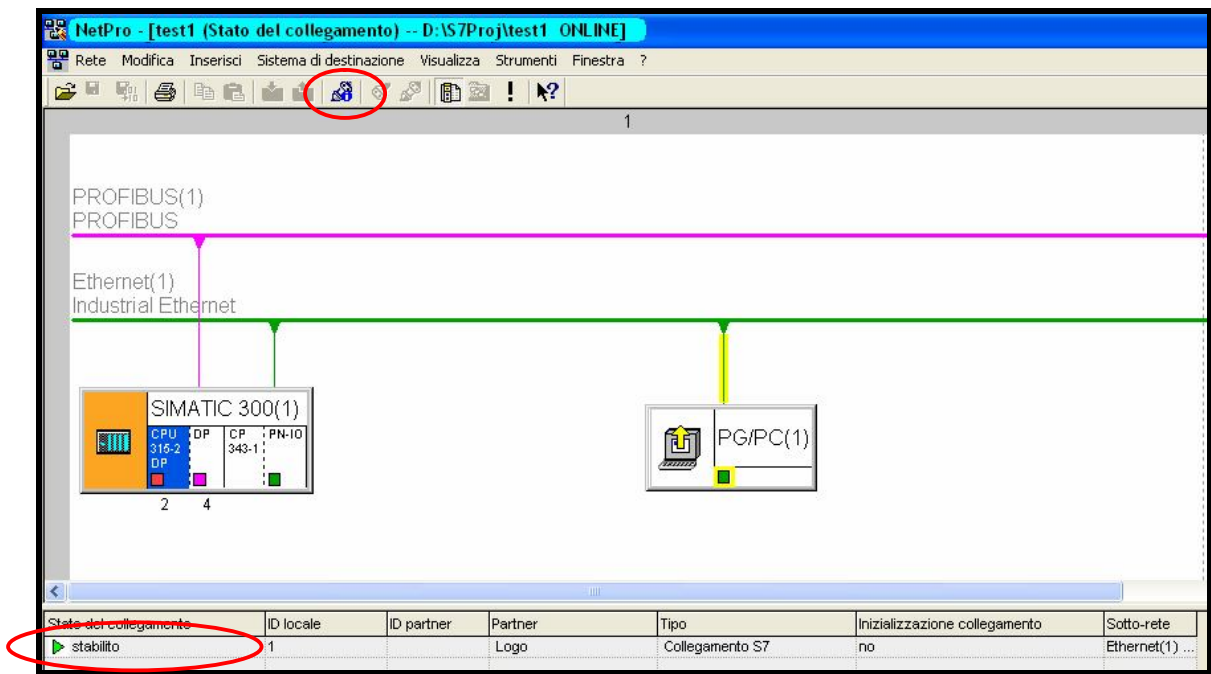 NetPro - [test1 (Stato del collegamento) -- D:\S7Proj\test1 ONLINE]
Rete Modifica Inserisci Sistema di destinazione Visualizza Strumenti Finestra ?
1
PROFIBUS(1)
PROFIBUS
Ethernet(1)
Industrial Ethernet
SIMATIC 300(1)
CPU 315-2 DP
DP
CP 343-1
PN-IO
2 4
PG/PC(1)
Stato del collegamento ID locale ID partner Partner Tipo Inizializzazione collegamento Sotto-rete
stabilito 1 Logo Collegamento S7 no Ethernet(1) ...